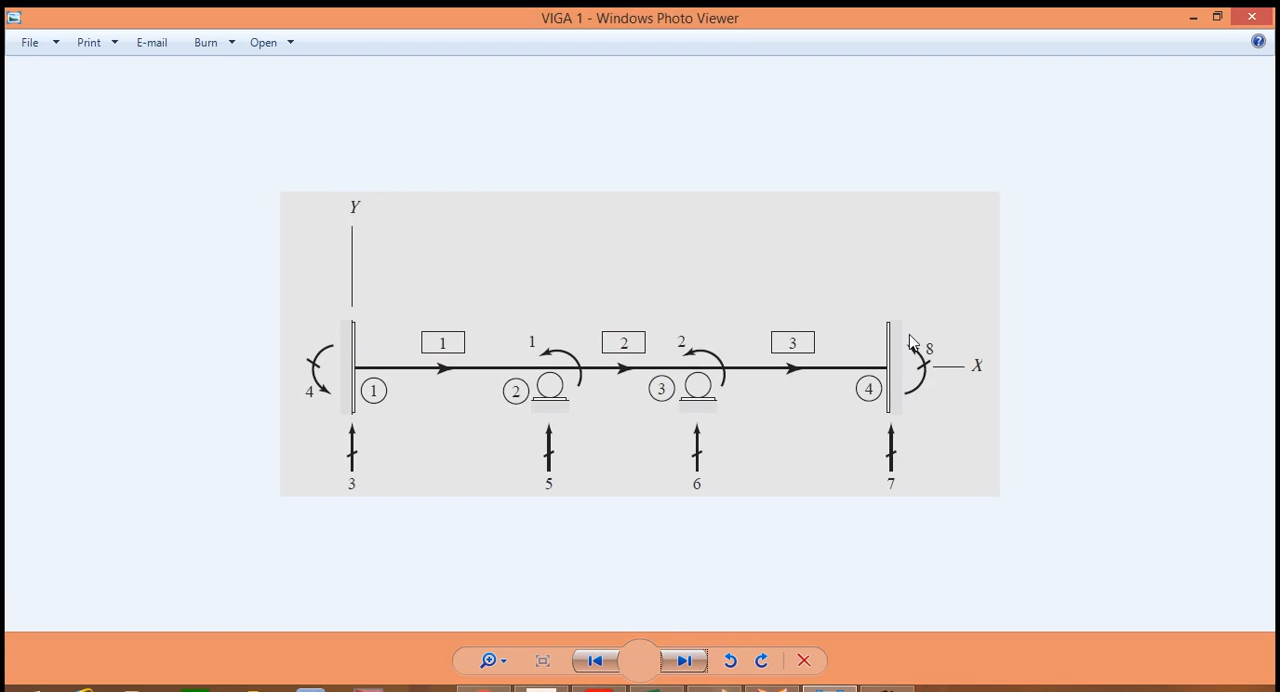 VIGA 1 - Windows Photo Viewer
File Print E-mail Burn Open
Y
1 1 2 2 3
8
X
4 1 2 3 4
3 5 6 7